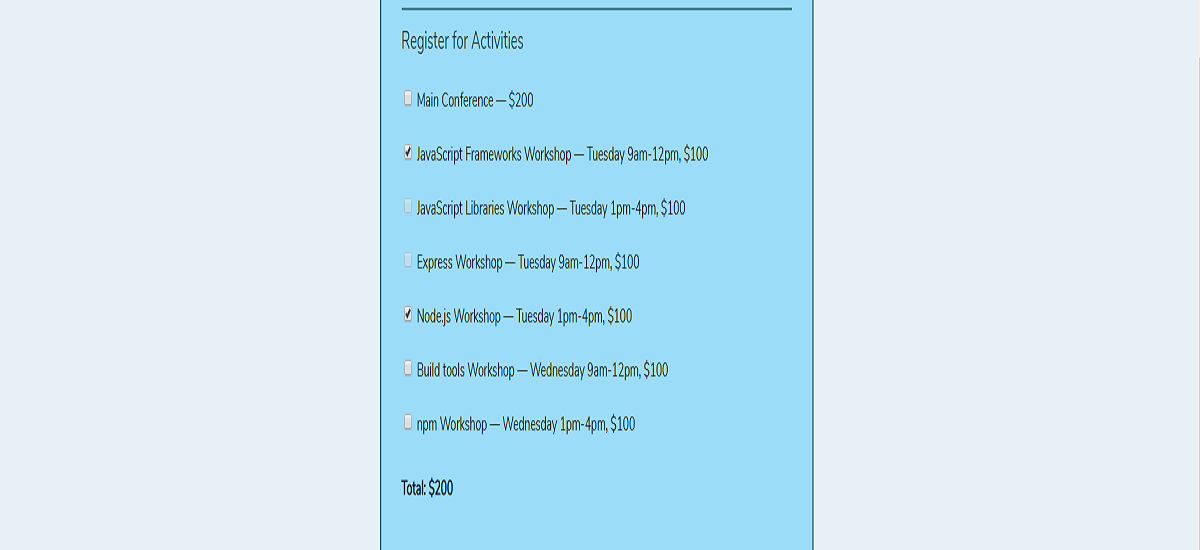 Register for Activities
Main Conference — $200
JavaScript Frameworks Workshop — Tuesday 9am-12pm, $100
JavaScript Libraries Workshop — Tuesday 1pm-4pm, $100
Express Workshop — Tuesday 9am-12pm, $100
Node.js Workshop — Tuesday 1pm-4pm, $100
Build tools Workshop — Wednesday 9am-12pm, $100
npm Workshop — Wednesday 1pm-4pm, $100
Total: $200